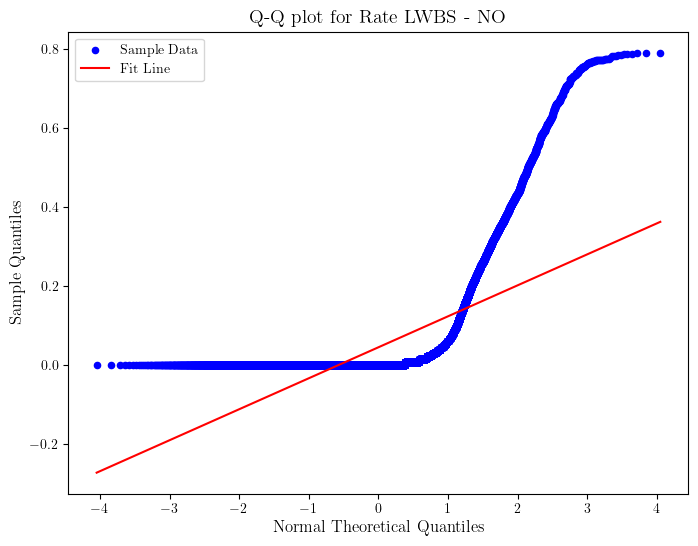 Q-Q plot for Rate LWBS - NO
Sample Data
Fit Line
0.8
0.6
0.4
0.2
0.0
−0.2
Sample Quantiles
−4 −3 −2 −1 0 1 2 3 4
Normal Theoretical Quantiles